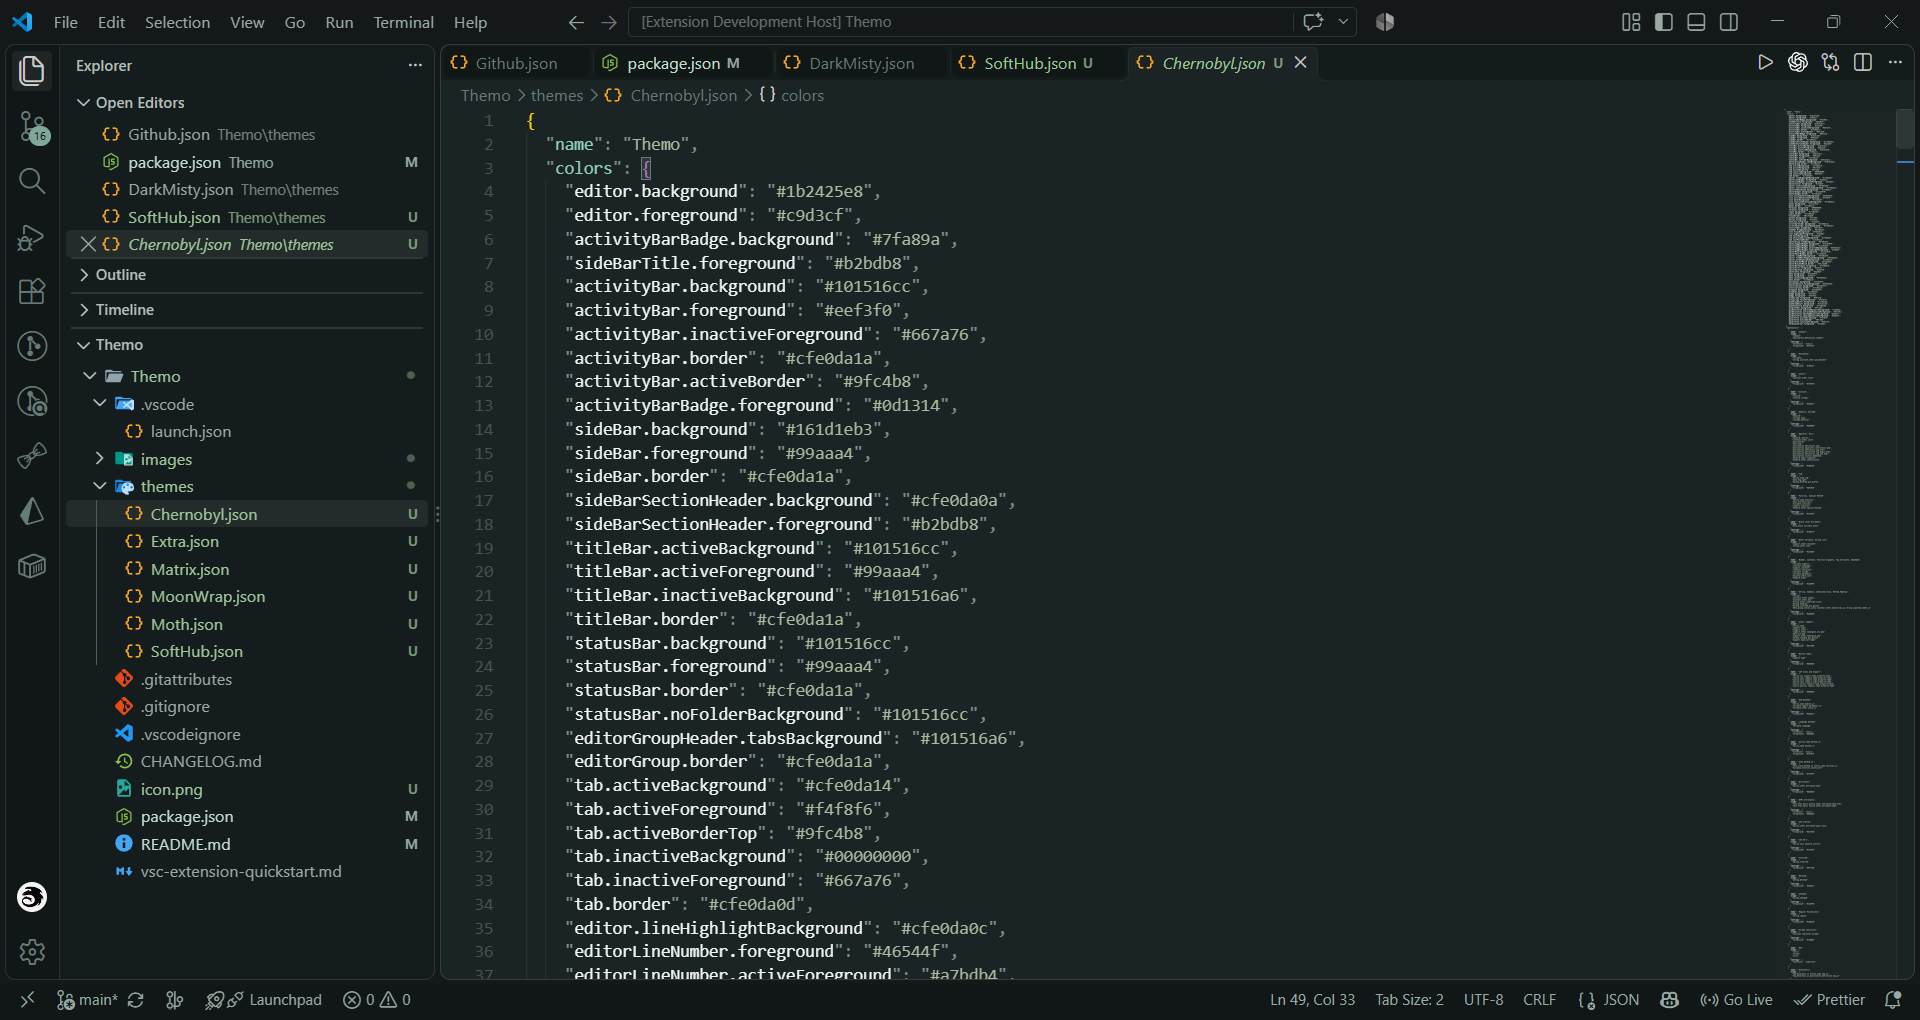 File Edit Selection View Go Run Terminal Help
[Extension Development Host] Themo
Explorer
Open Editors
Github.json Themo\themes
package.json Themo M
DarkMisty.json Themo\themes
SoftHub.json Themo\themes U
Chernobyl.json Themo\themes U
Outline
Timeline
Themo
Themo
.vscode
launch.json
images
themes
Chernobyl.json U
Extra.json U
Matrix.json U
MoonWrap.json U
Moth.json U
SoftHub.json U
.gitattributes
.gitignore
.vscodeignore
CHANGELOG.md
icon.png U
package.json M
README.md M
vsc-extension-quickstart.md
16
Github.json package.json M DarkMisty.json SoftHub.json U Chernobyl.json U
Themo > themes > {} Chernobyl.json > {} colors
1 {
2 "name": "Themo",
3 "colors": {
4 "editor.background": "#1b2425e8",
5 "editor.foreground": "#c9d3cf",
6 "activityBarBadge.background": "#7fa89a",
7 "sideBarTitle.foreground": "#b2bdb8",
8 "activityBar.background": "#101516cc",
9 "activityBar.foreground": "#eef3f0",
10 "activityBar.inactiveForeground": "#667a76",
11 "activityBar.border": "#cfe0da1a",
12 "activityBar.activeBorder": "#9fc4b8",
13 "activityBarBadge.foreground": "#0d1314",
14 "sideBar.background": "#161d1eb3",
15 "sideBar.foreground": "#99aaa4",
16 "sideBar.border": "#cfe0da1a",
17 "sideBarSectionHeader.background": "#cfe0da0a",
18 "sideBarSectionHeader.foreground": "#b2bdb8",
19 "titleBar.activeBackground": "#101516cc",
20 "titleBar.activeForeground": "#99aaa4",
21 "titleBar.inactiveBackground": "#101516a6",
22 "titleBar.border": "#cfe0da1a",
23 "statusBar.background": "#101516cc",
24 "statusBar.foreground": "#99aaa4",
25 "statusBar.border": "#cfe0da1a",
26 "statusBar.noFolderBackground": "#101516cc",
27 "editorGroupHeader.tabsBackground": "#101516a6",
28 "editorGroup.border": "#cfe0da1a",
29 "tab.activeBackground": "#cfe0da14",
30 "tab.activeForeground": "#f4f8f6",
31 "tab.activeBorderTop": "#9fc4b8",
32 "tab.inactiveBackground": "#00000000",
33 "tab.inactiveForeground": "#667a76",
34 "tab.border": "#cfe0da0d",
35 "editor.lineHighlightBackground": "#cfe0da0c",
36 "editorLineNumber.foreground": "#46544f",
37 "editorLineNumber.activeForeground": "#a7bdb4",
main* Launchpad 0 0
Ln 49, Col 33 Tab Size: 2 UTF-8 CRLF {} JSON Go Live Prettier